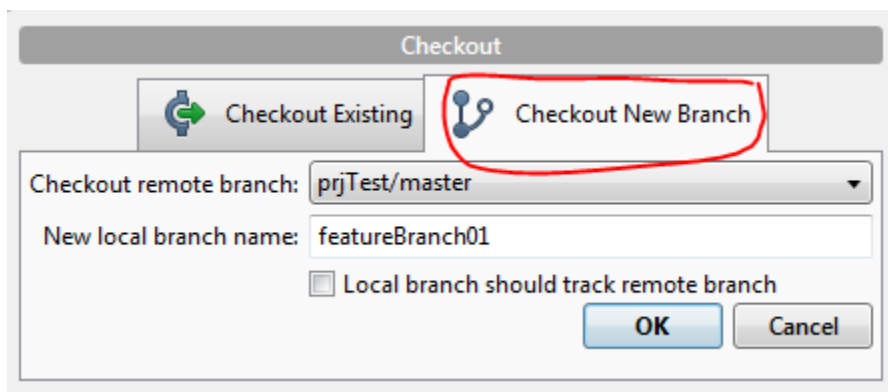 Checkout
Checkout Existing
Checkout New Branch
Checkout remote branch: prjTest/master
New local branch name: featureBranch01
Local branch should track remote branch
OK Cancel